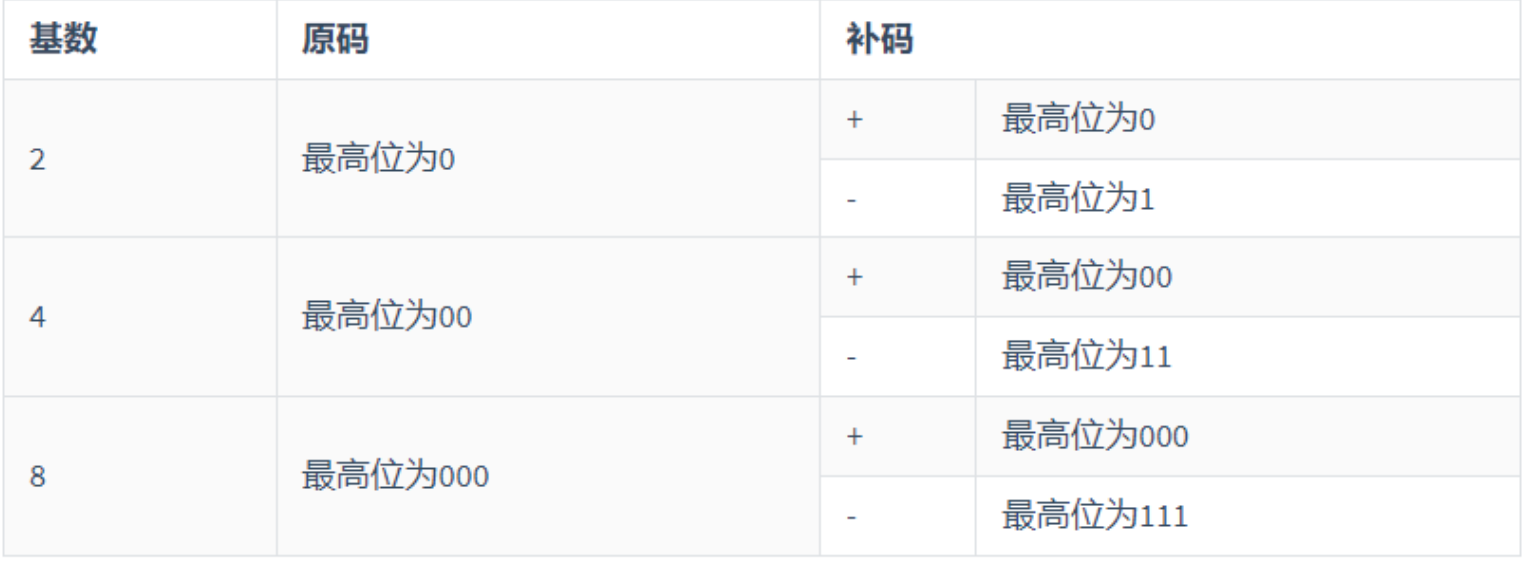 基数 原码 补码
+ 最高位为0
2 最高位为0
- 最高位为1
+ 最高位为00
4 最高位为00
- 最高位为11
+ 最高位为000
8 最高位为000
- 最高位为111